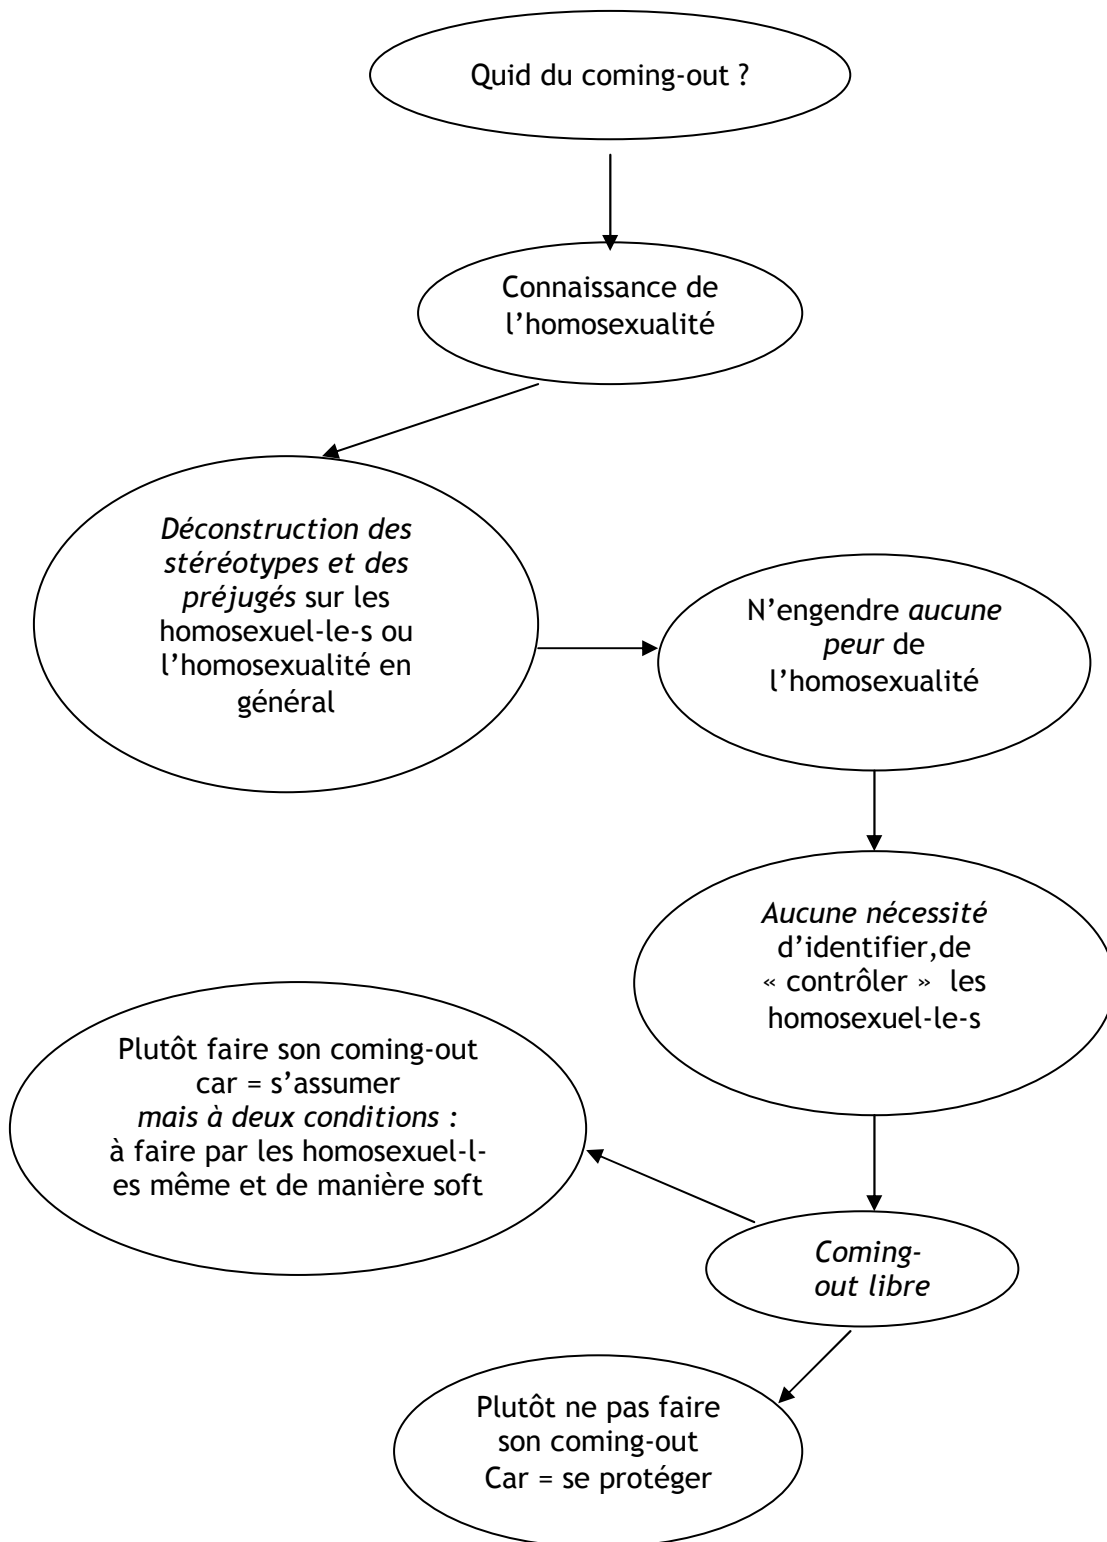 Quid du coming-out ?
Connaissance de
l’homosexualité
Déconstruction des
stéréotypes et des
préjugés sur les
homosexuel-le-s ou
l’homosexualité en
général
N’engendre aucune
peur de
l’homosexualité
Aucune nécessité
d’identifier,de
« contrôler »  les
homosexuel-le-s
Plutôt faire son coming-out
car = s’assumer
mais à deux conditions :
à faire par les homosexuel-l-
es même et de manière soft
Coming-
out libre
Plutôt ne pas faire
son coming-out
Car = se protéger